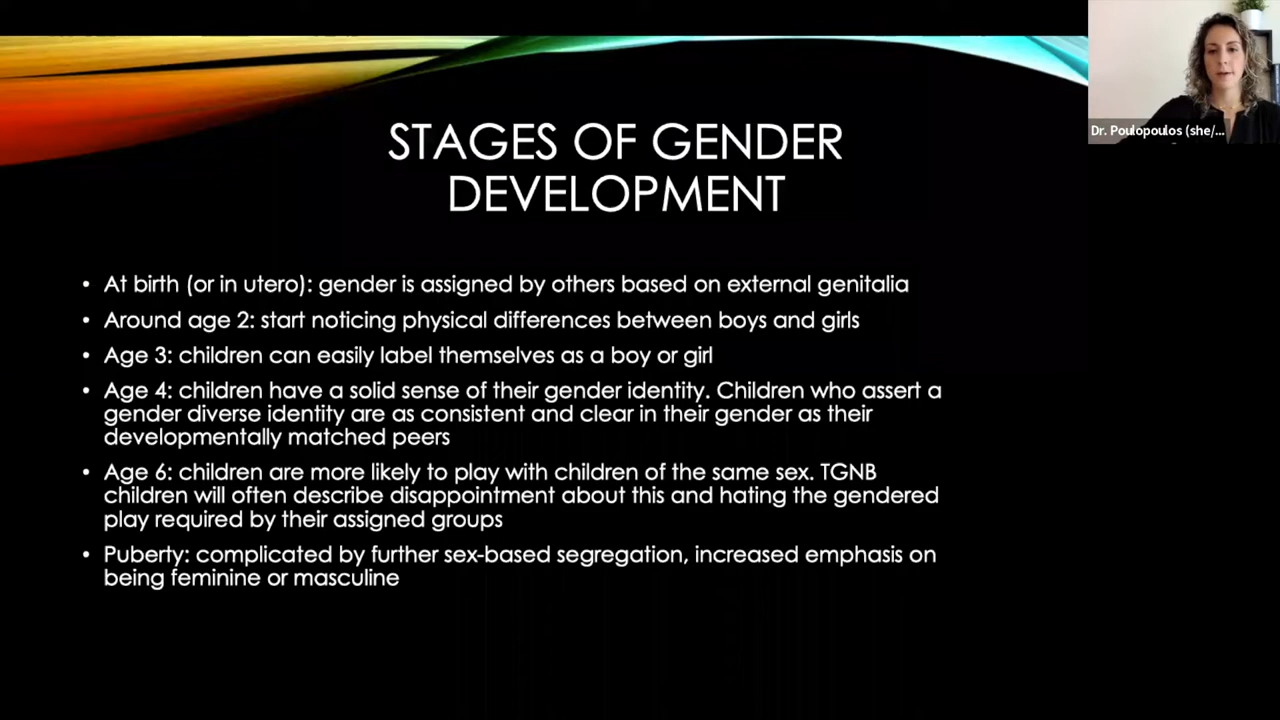 Dr. Poulopoulos (she/...
STAGES OF GENDER
DEVELOPMENT
• At birth (or in utero): gender is assigned by others based on external genitalia
• Around age 2: start noticing physical differences between boys and girls
• Age 3: children can easily label themselves as a boy or girl
• Age 4: children have a solid sense of their gender identity. Children who assert a
gender diverse identity are as consistent and clear in their gender as their
developmentally matched peers
• Age 6: children are more likely to play with children of the same sex. TGNB
children will often describe disappointment about this and hating the gendered
play required by their assigned groups
• Puberty: complicated by further sex-based segregation, increased emphasis on
being feminine or masculine